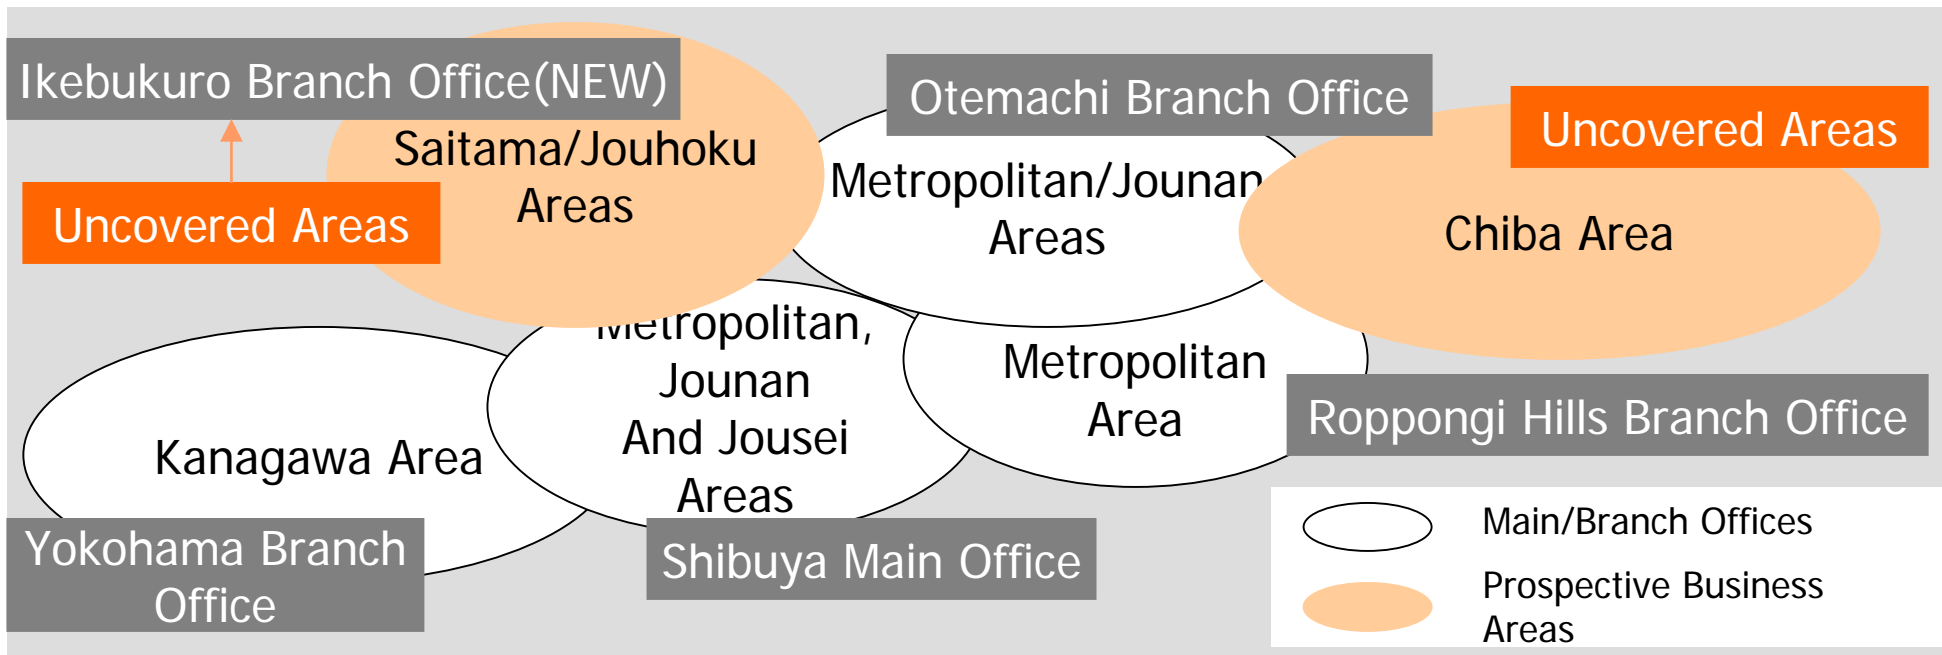 Ikebukuro Branch Office(NEW)
Uncovered Areas
Saitama/Jouhoku
Areas
Otemachi Branch Office
Metropolitan/Jounan
Areas
Uncovered Areas
Chiba Area
Kanagawa Area
Yokohama Branch
Office
Metropolitan,
Jounan
And Jousei
Areas
Shibuya Main Office
Metropolitan
Area
Roppongi Hills Branch Office
Main/Branch Offices
Prospective Business
Areas